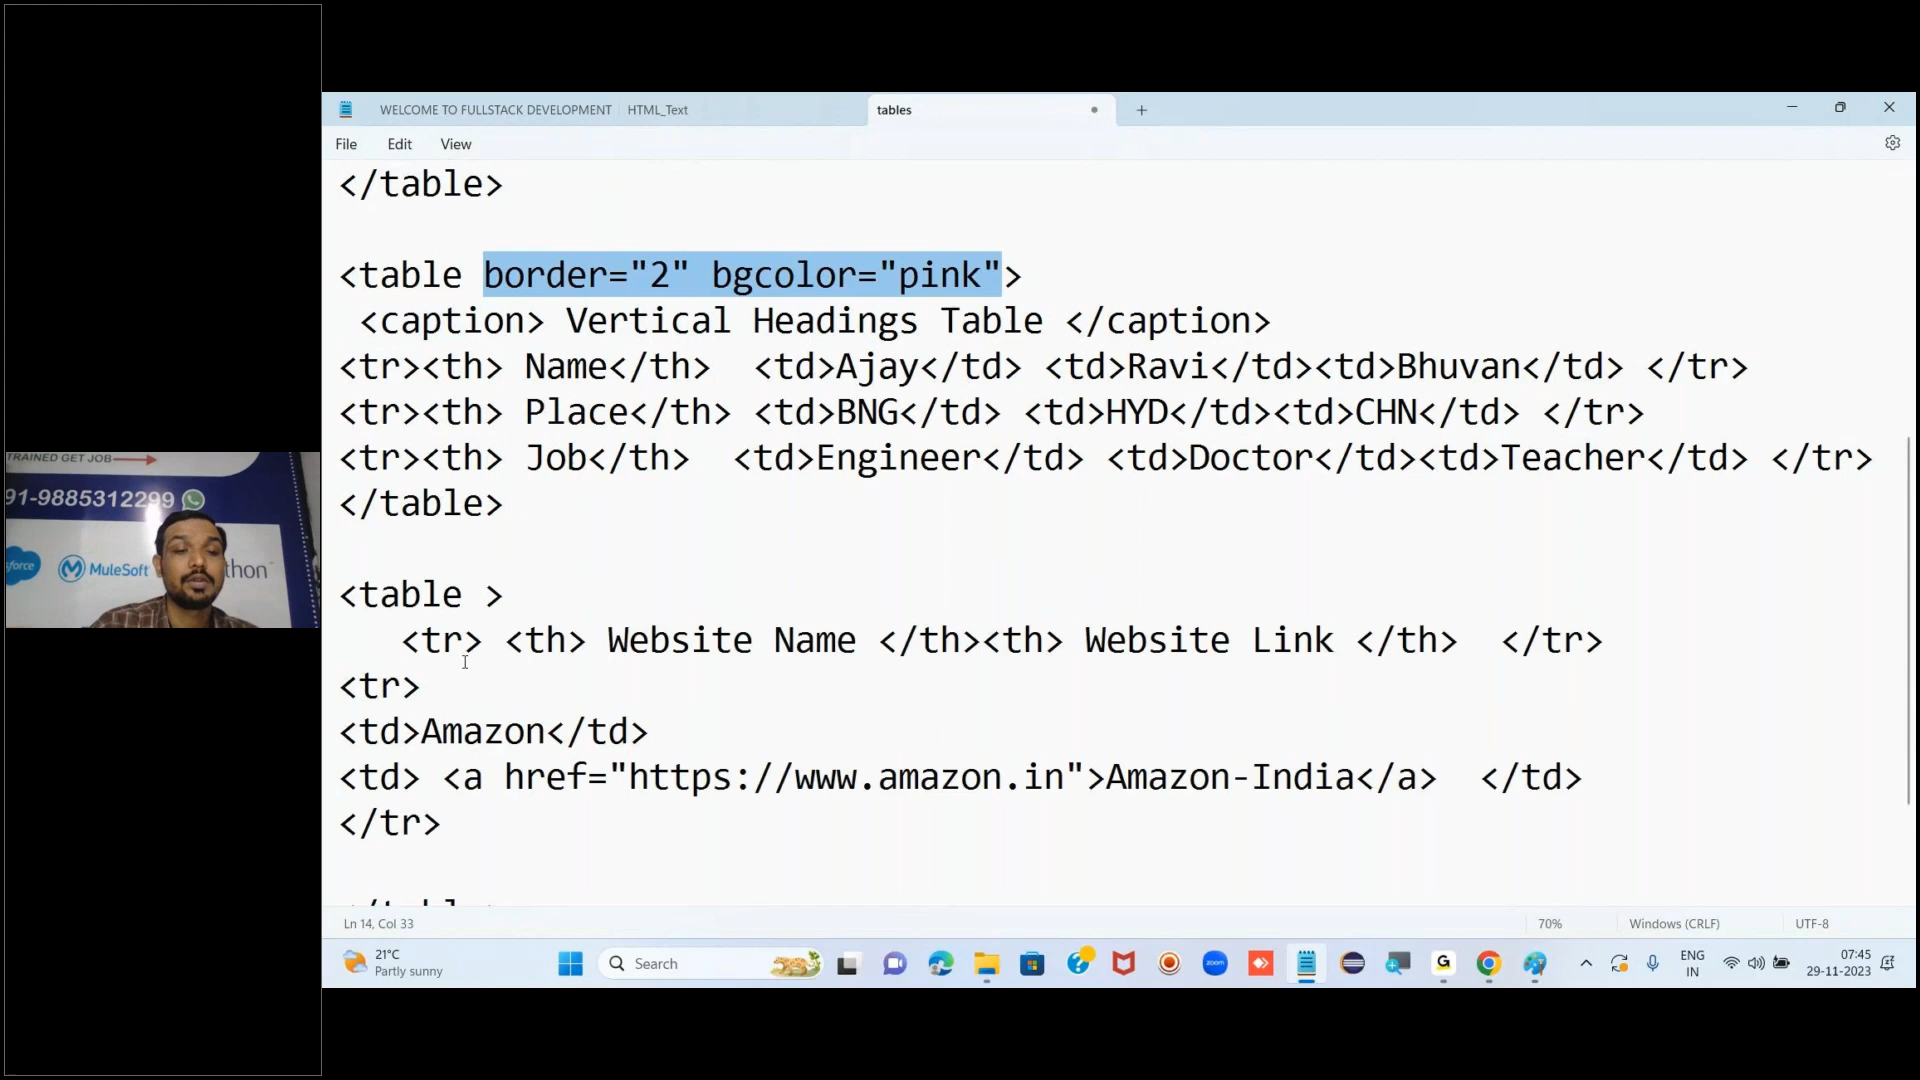 WELCOME TO FULLSTACK DEVELOPMENT HTML_Text tables
File Edit View
</table>
<table border="2" bgcolor="pink">
<caption> Vertical Headings Table </caption>
<tr><th> Name</th> <td>Ajay</td> <td>Ravi</td><td>Bhuvan</td> </tr>
<tr><th> Place</th> <td>BNG</td> <td>HYD</td><td>CHN</td> </tr>
<tr><th> Job</th> <td>Engineer</td> <td>Doctor</td><td>Teacher</td> </tr>
</table>
<table >
<tr> <th> Website Name </th><th> Website Link </th> </tr>
<tr>
<td>Amazon</td>
<td> <a href="https://www.amazon.in">Amazon-India</a> </td>
</tr>
Ln 14, Col 33 70% Windows (CRLF) UTF-8
21°C
Partly sunny
Search
zoom
G
ENG
IN
07:45
29-11-2023
TRAINED GET JOB
91-9885312299
force
MuleSoft
thon